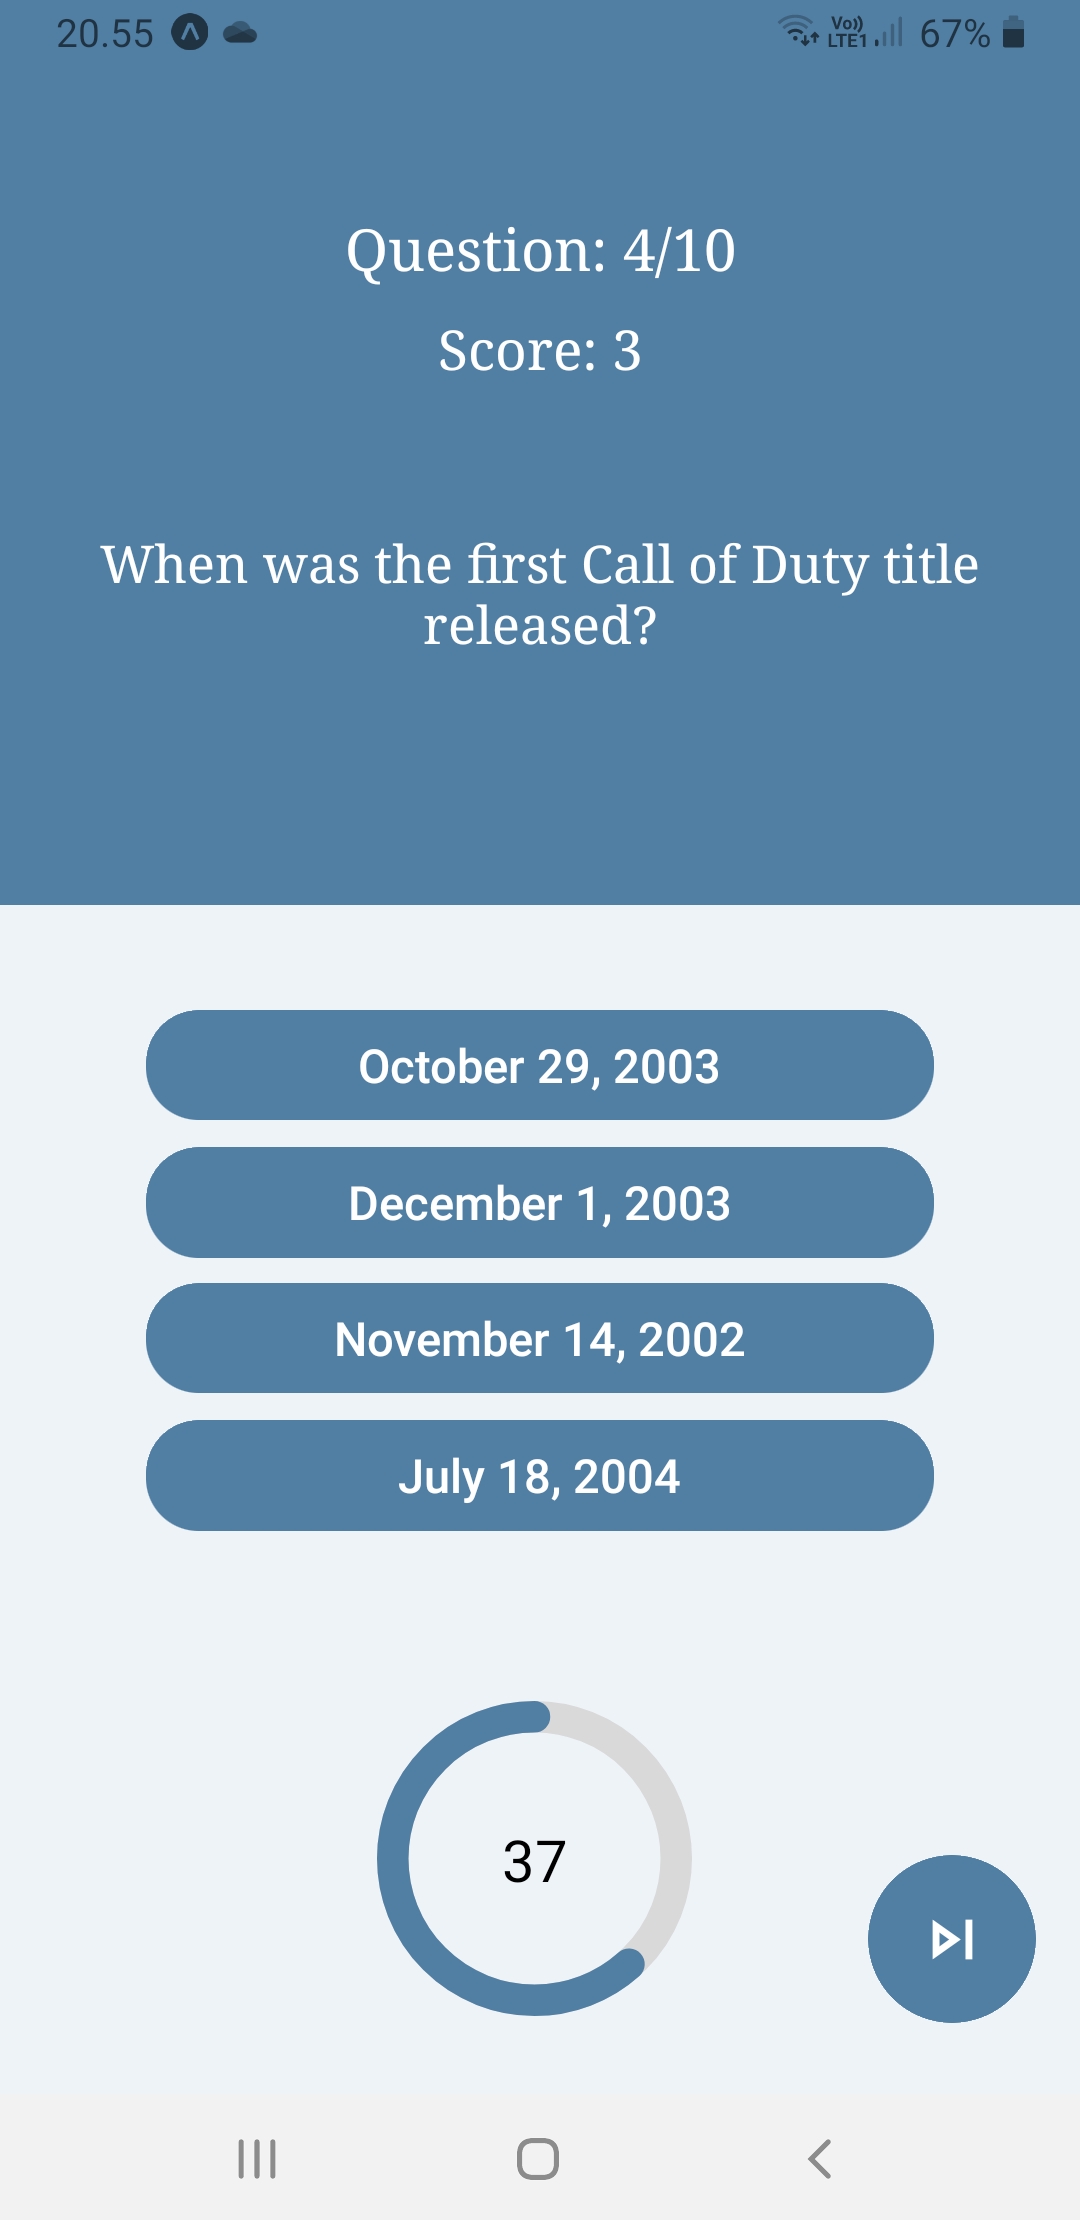 20.55
Vo)) LTE1 67%
Question: 4/10
Score: 3
When was the first Call of Duty title
released?
October 29, 2003
December 1, 2003
November 14, 2002
July 18, 2004
37